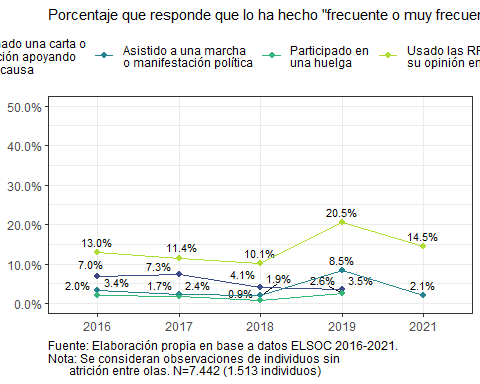 Porcentaje que responde que lo ha hecho "frecuente o muy frecuen
nado una carta o
ción apoyando
causa
Asistido a una marcha
o manifestación política
Participado en
una huelga
Usado las RF
su opinión en
50.0%
40.0%
30.0%
20.0%
10.0%
0.0%
13.0%
11.4%
10.1%
20.5%
14.5%
7.0%
7.3%
4.1%
8.5%
2.0%
3.4%
1.7%
2.4%
0.8%
1.9%
2.6%
3.5%
2.1%
2016
2017
2018
2019
2021
Fuente: Elaboración propia en base a datos ELSOC 2016-2021.
Nota: Se consideran observaciones de individuos sin
atrición entre olas. N=7.442 (1.513 individuos)